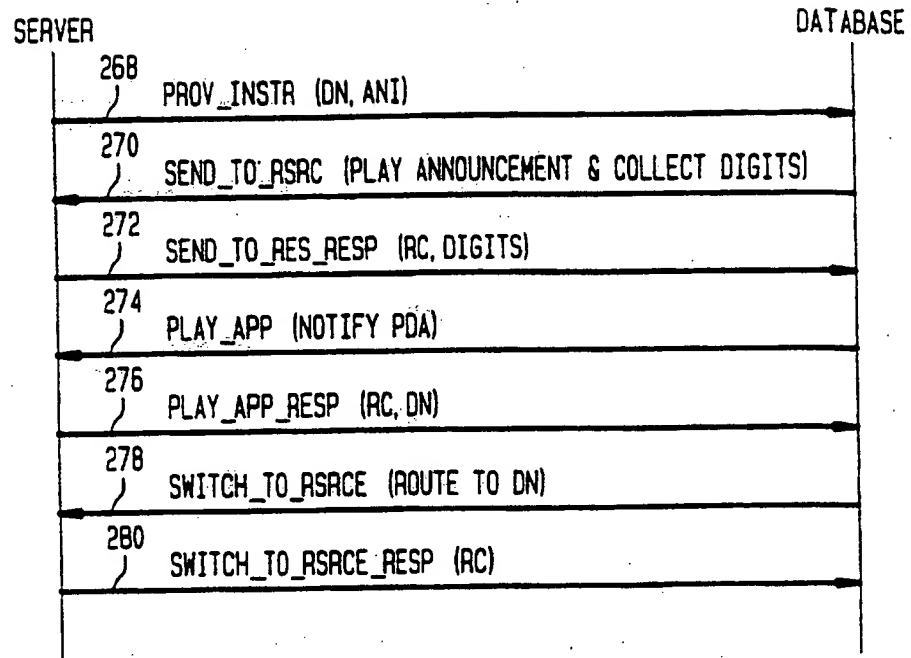 SERVER DATABASE
268
PROV_INSTR (DN, ANI)
270
SEND_TO_RSRC (PLAY ANNOUNCEMENT & COLLECT DIGITS)
272
SEND_TO_RES_RESP (RC, DIGITS)
274
PLAY_APP (NOTIFY PDA)
276
PLAY_APP_RESP (RC, DN)
278
SWITCH_TO_RSRCE (ROUTE TO DN)
280
SWITCH_TO_RSRCE_RESP (RC)